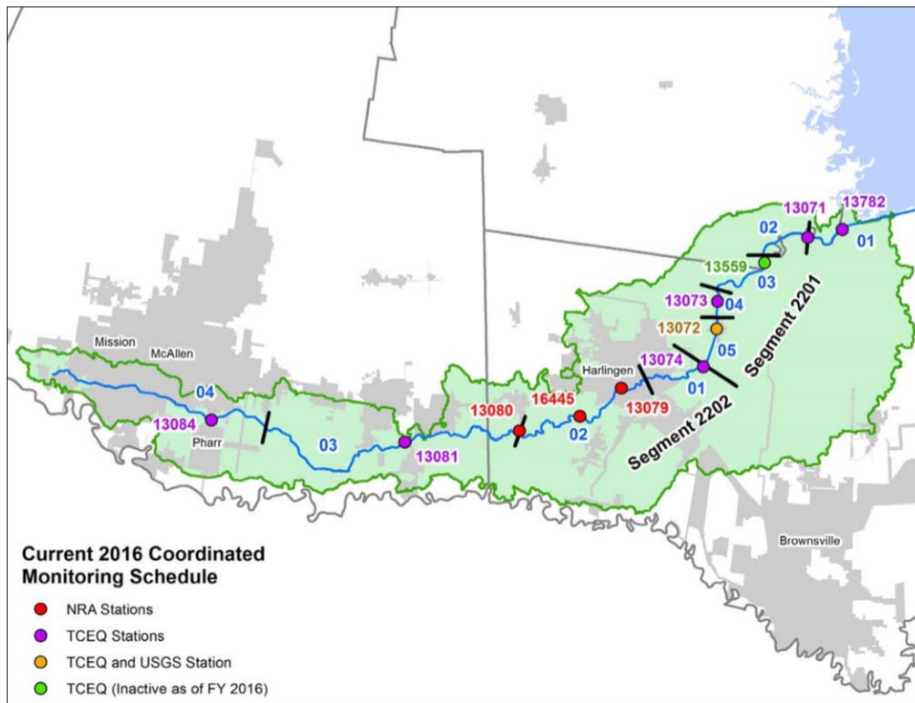 13782
13071
02
01
13559
03
13073
04
Segment 2201
Mission
13072
McAllen
13074
05
Harlingen
01
04
16445
13080
13079
Segment 2202
13084
02
03
Pharr
13081
Brownsville
Current 2016 Coordinated
Monitoring Schedule
NRA Stations
TCEQ Stations
TCEQ and USGS Station
TCEQ (Inactive as of FY 2016)